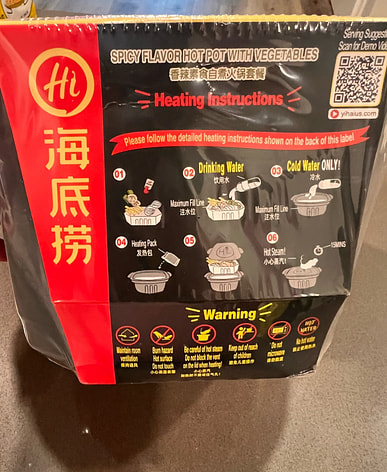 Serving Suggest
Scan for Demo Vid
yihaius.com
Hi
海底捞
SPICY FLAVOR HOT POT WITH VEGETABLES
香辣素食自煮火锅套餐
Heating Instructions
Please follow the detailed heating instructions shown on the back of this label
01
02 Drinking Water
饮用水
Maximum Fill Line
注水位
03 Cold Water ONLY!
冷水
Maximum Fill Line
注水位
04 Heating Pack
发热包
05
06
Hot Steam!
小心蒸汽!
15MINS
Warning
Maintain room
ventilation
Burn hazard
Hot surface
Do not touch
Be careful of hot steam
Do not block the vent
on the lid when heating!
Keep out of reach
of children
Do not
microwave
HOT
WATER
No hot water